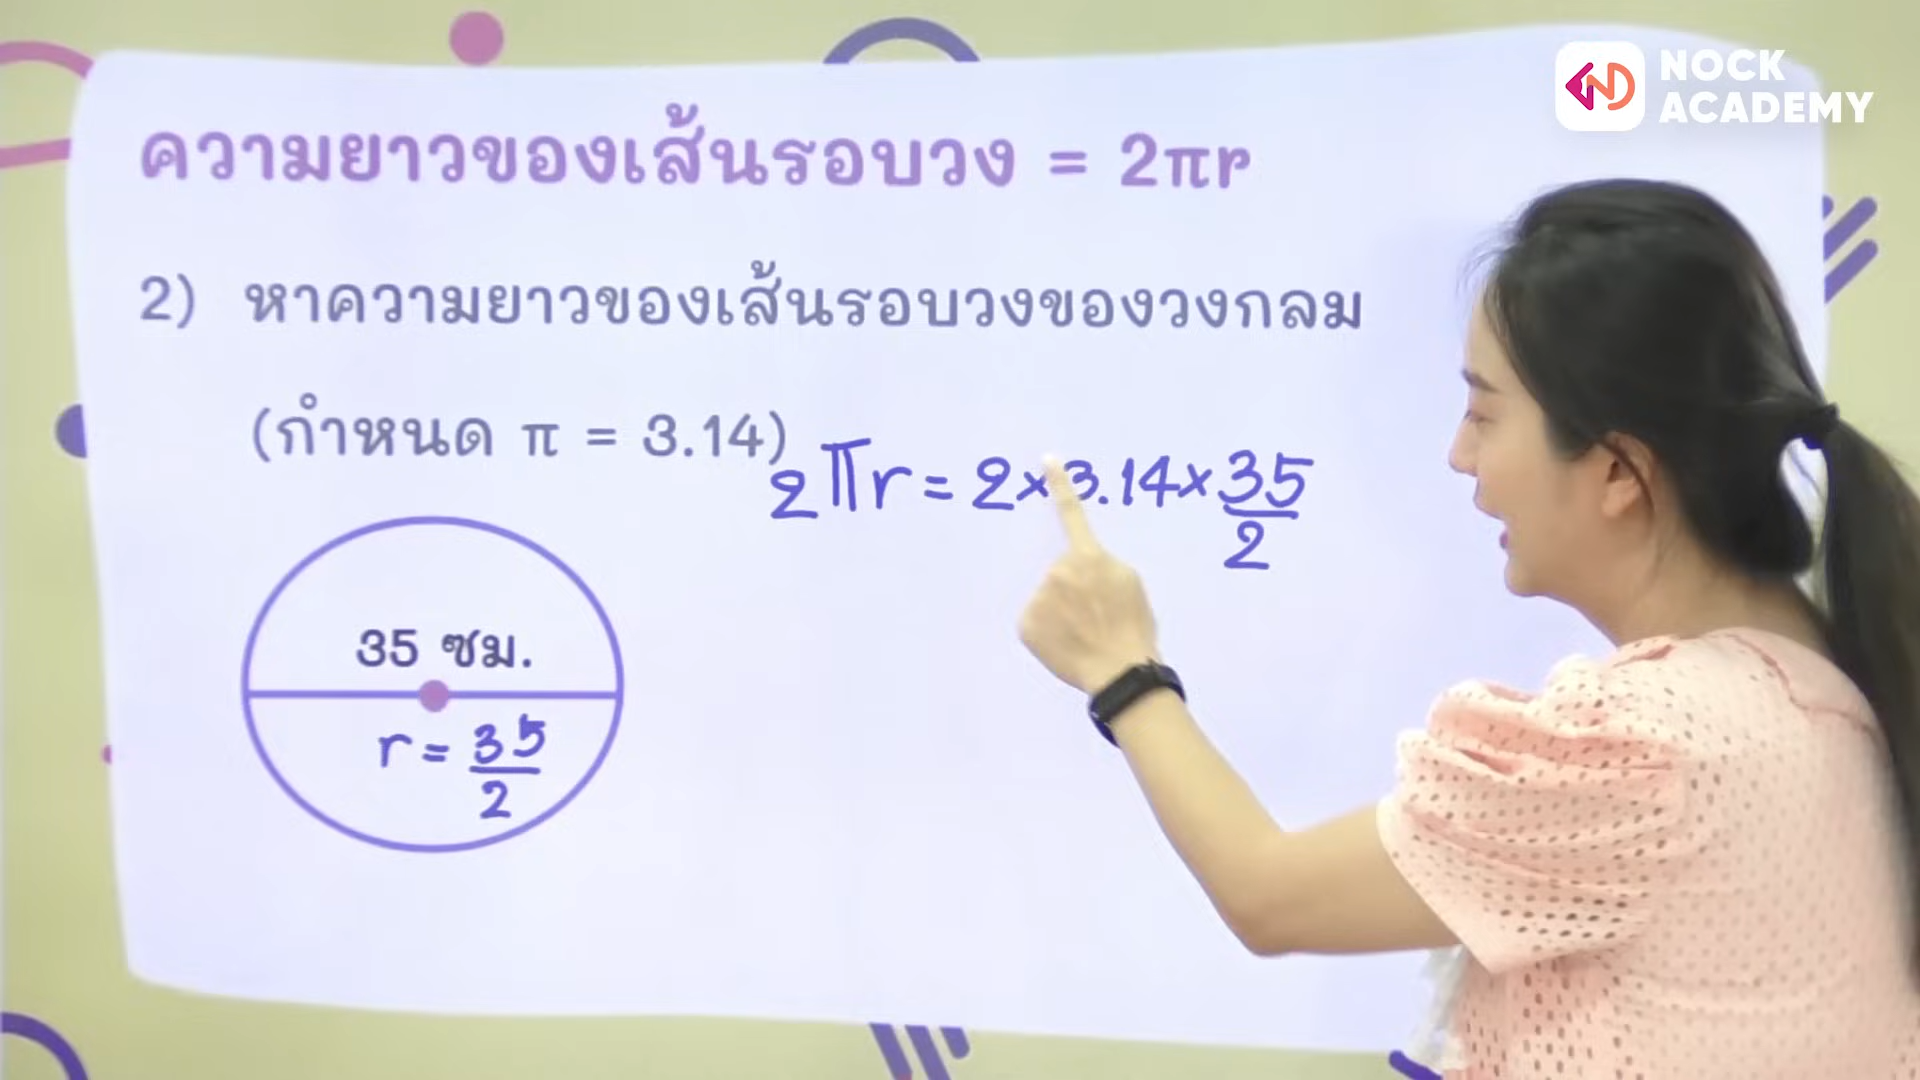 NOCK
ACADEMY
ความยาวของเส้นรอบวง = 2πr
2) หาความยาวของเส้นรอบวงของวงกลม
(กำหนด π = 3.14)
2πr = 2×3.14×35/2
35 ซม.
r = 35/2